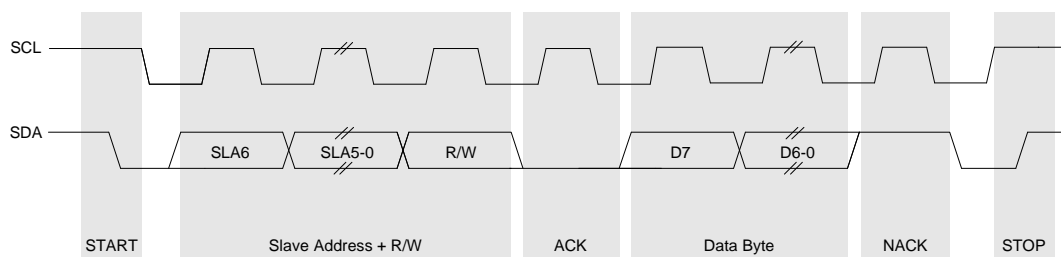 SCL
SDA
SLA6 SLA5-0 R/W D7 D6-0
START Slave Address + R/W ACK Data Byte NACK STOP